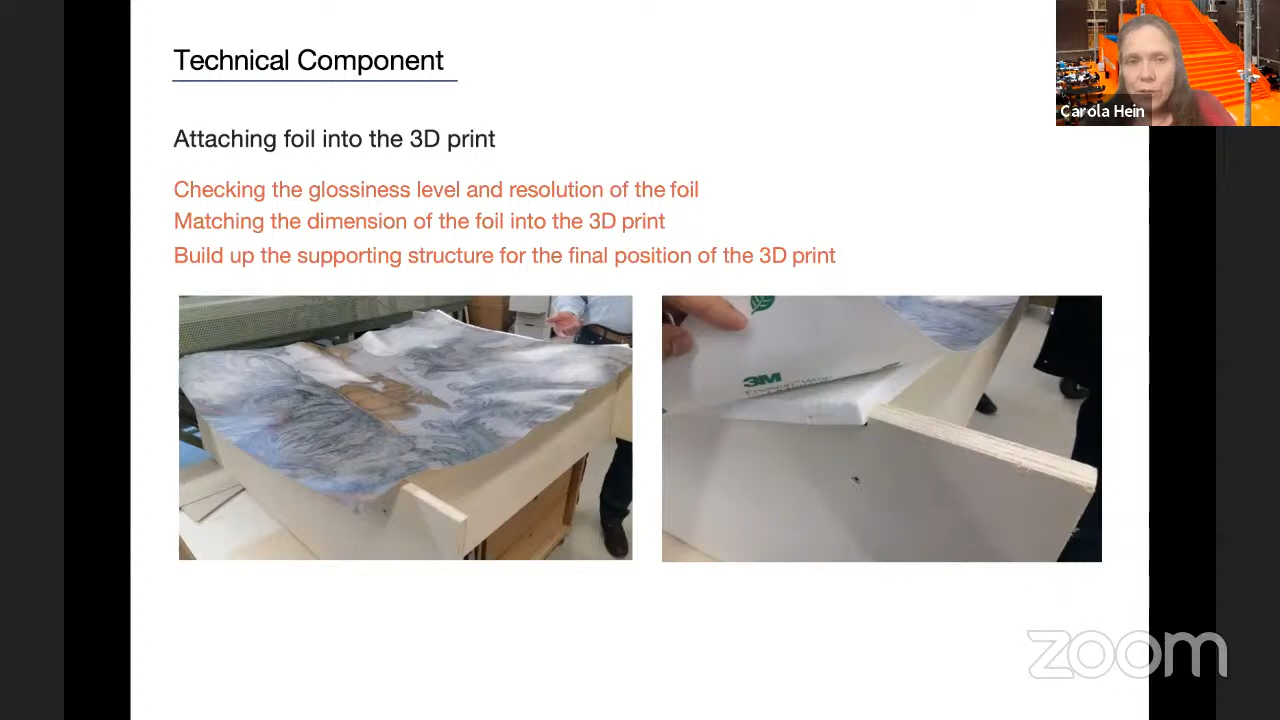 Technical Component
Carola Hein
Attaching foil into the 3D print
Checking the glossiness level and resolution of the foil
Matching the dimension of the foil into the 3D print
Build up the supporting structure for the final position of the 3D print
3M
Envision™ Wrap
zoom